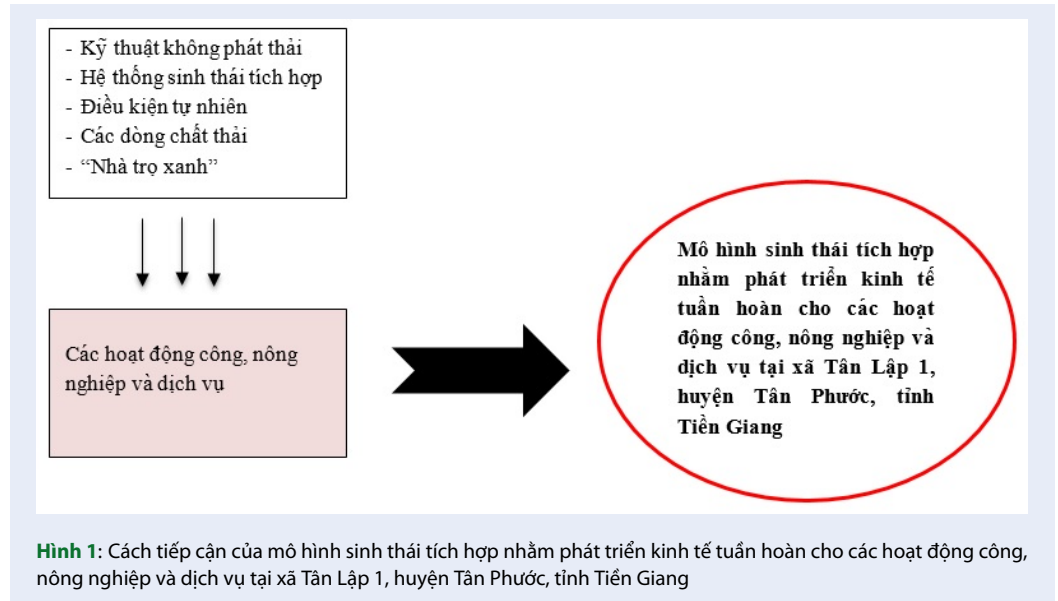 - Kỹ thuật không phát thải
- Hệ thống sinh thái tích hợp
- Điều kiện tự nhiên
- Các dòng chất thải
- “Nhà trọ xanh”
Các hoạt động công, nông
nghiệp và dịch vụ
Mô hình sinh thái tích hợp
nhằm phát triển kinh tế
tuần hoàn cho các hoạt
động công, nông nghiệp và
dịch vụ tại xã Tân Lập 1,
huyện Tân Phước, tỉnh
Tiền Giang
Hình 1: Cách tiếp cận của mô hình sinh thái tích hợp nhằm phát triển kinh tế tuần hoàn cho các hoạt động công,
nông nghiệp và dịch vụ tại xã Tân Lập 1, huyện Tân Phước, tỉnh Tiền Giang